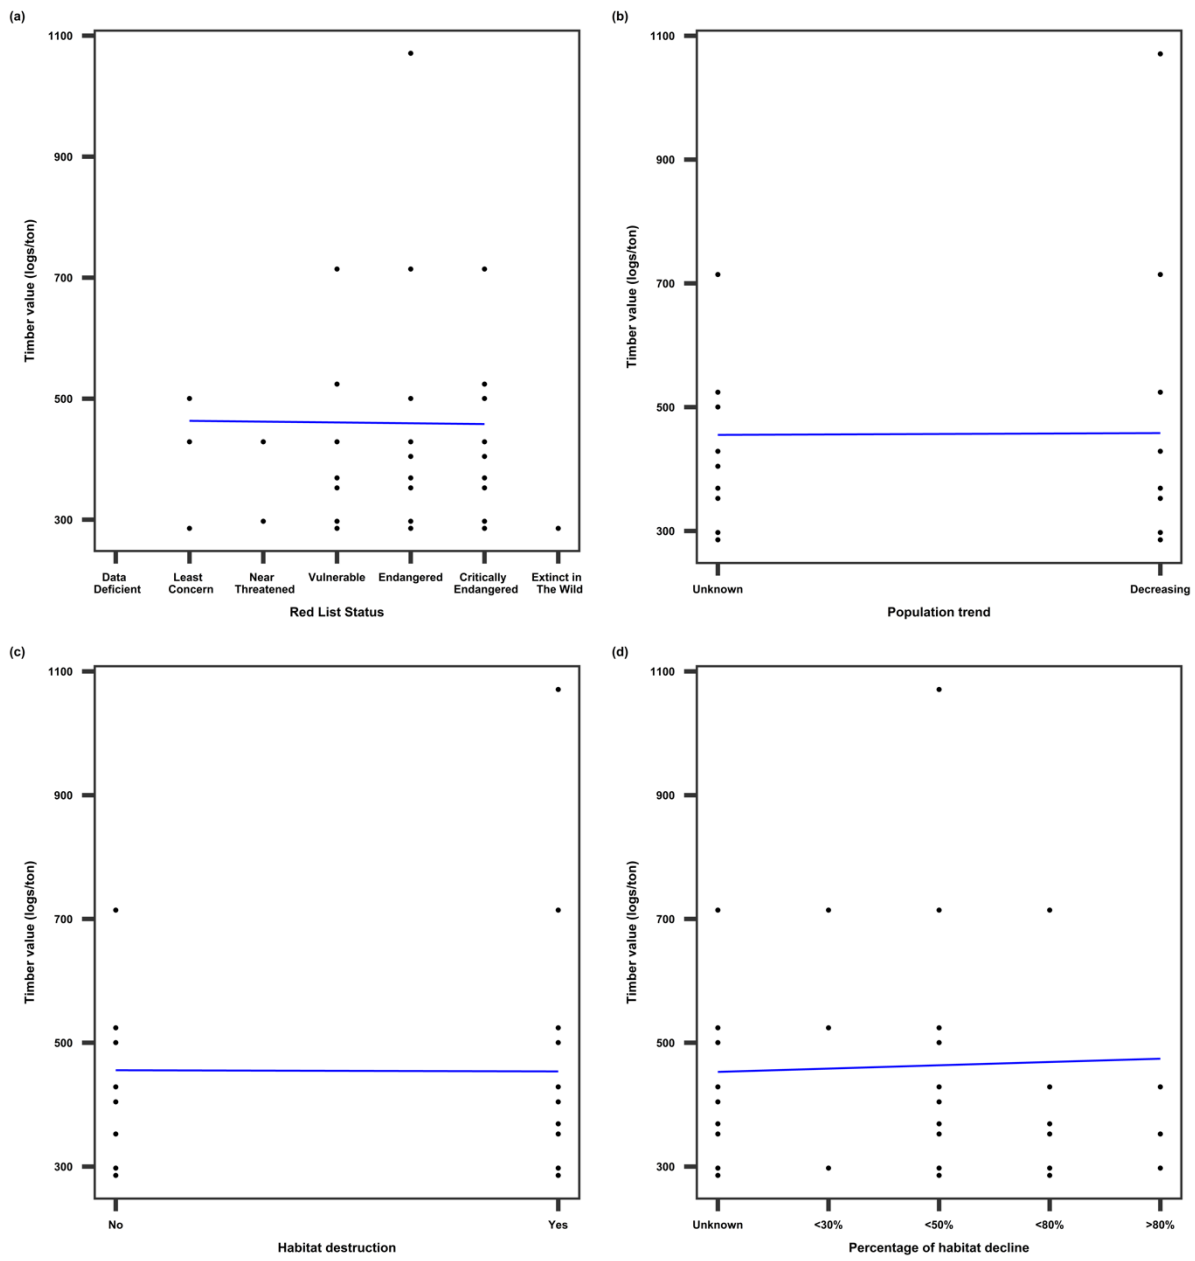 (a)
1100
900
700
500
300
Timber value (logs/ton)
Data Deficient
Least Concern
Near Threatened
Vulnerable
Endangered
Critically Endangered
Extinct in The Wild
Red List Status
(b)
1100
900
700
500
300
Timber value (logs/ton)
Unknown
Decreasing
Population trend
(c)
1100
900
700
500
300
Timber value (logs/ton)
No
Yes
Habitat destruction
(d)
1100
900
700
500
300
Timber value (logs/ton)
Unknown
<30%
<50%
<80%
>80%
Percentage of habitat decline